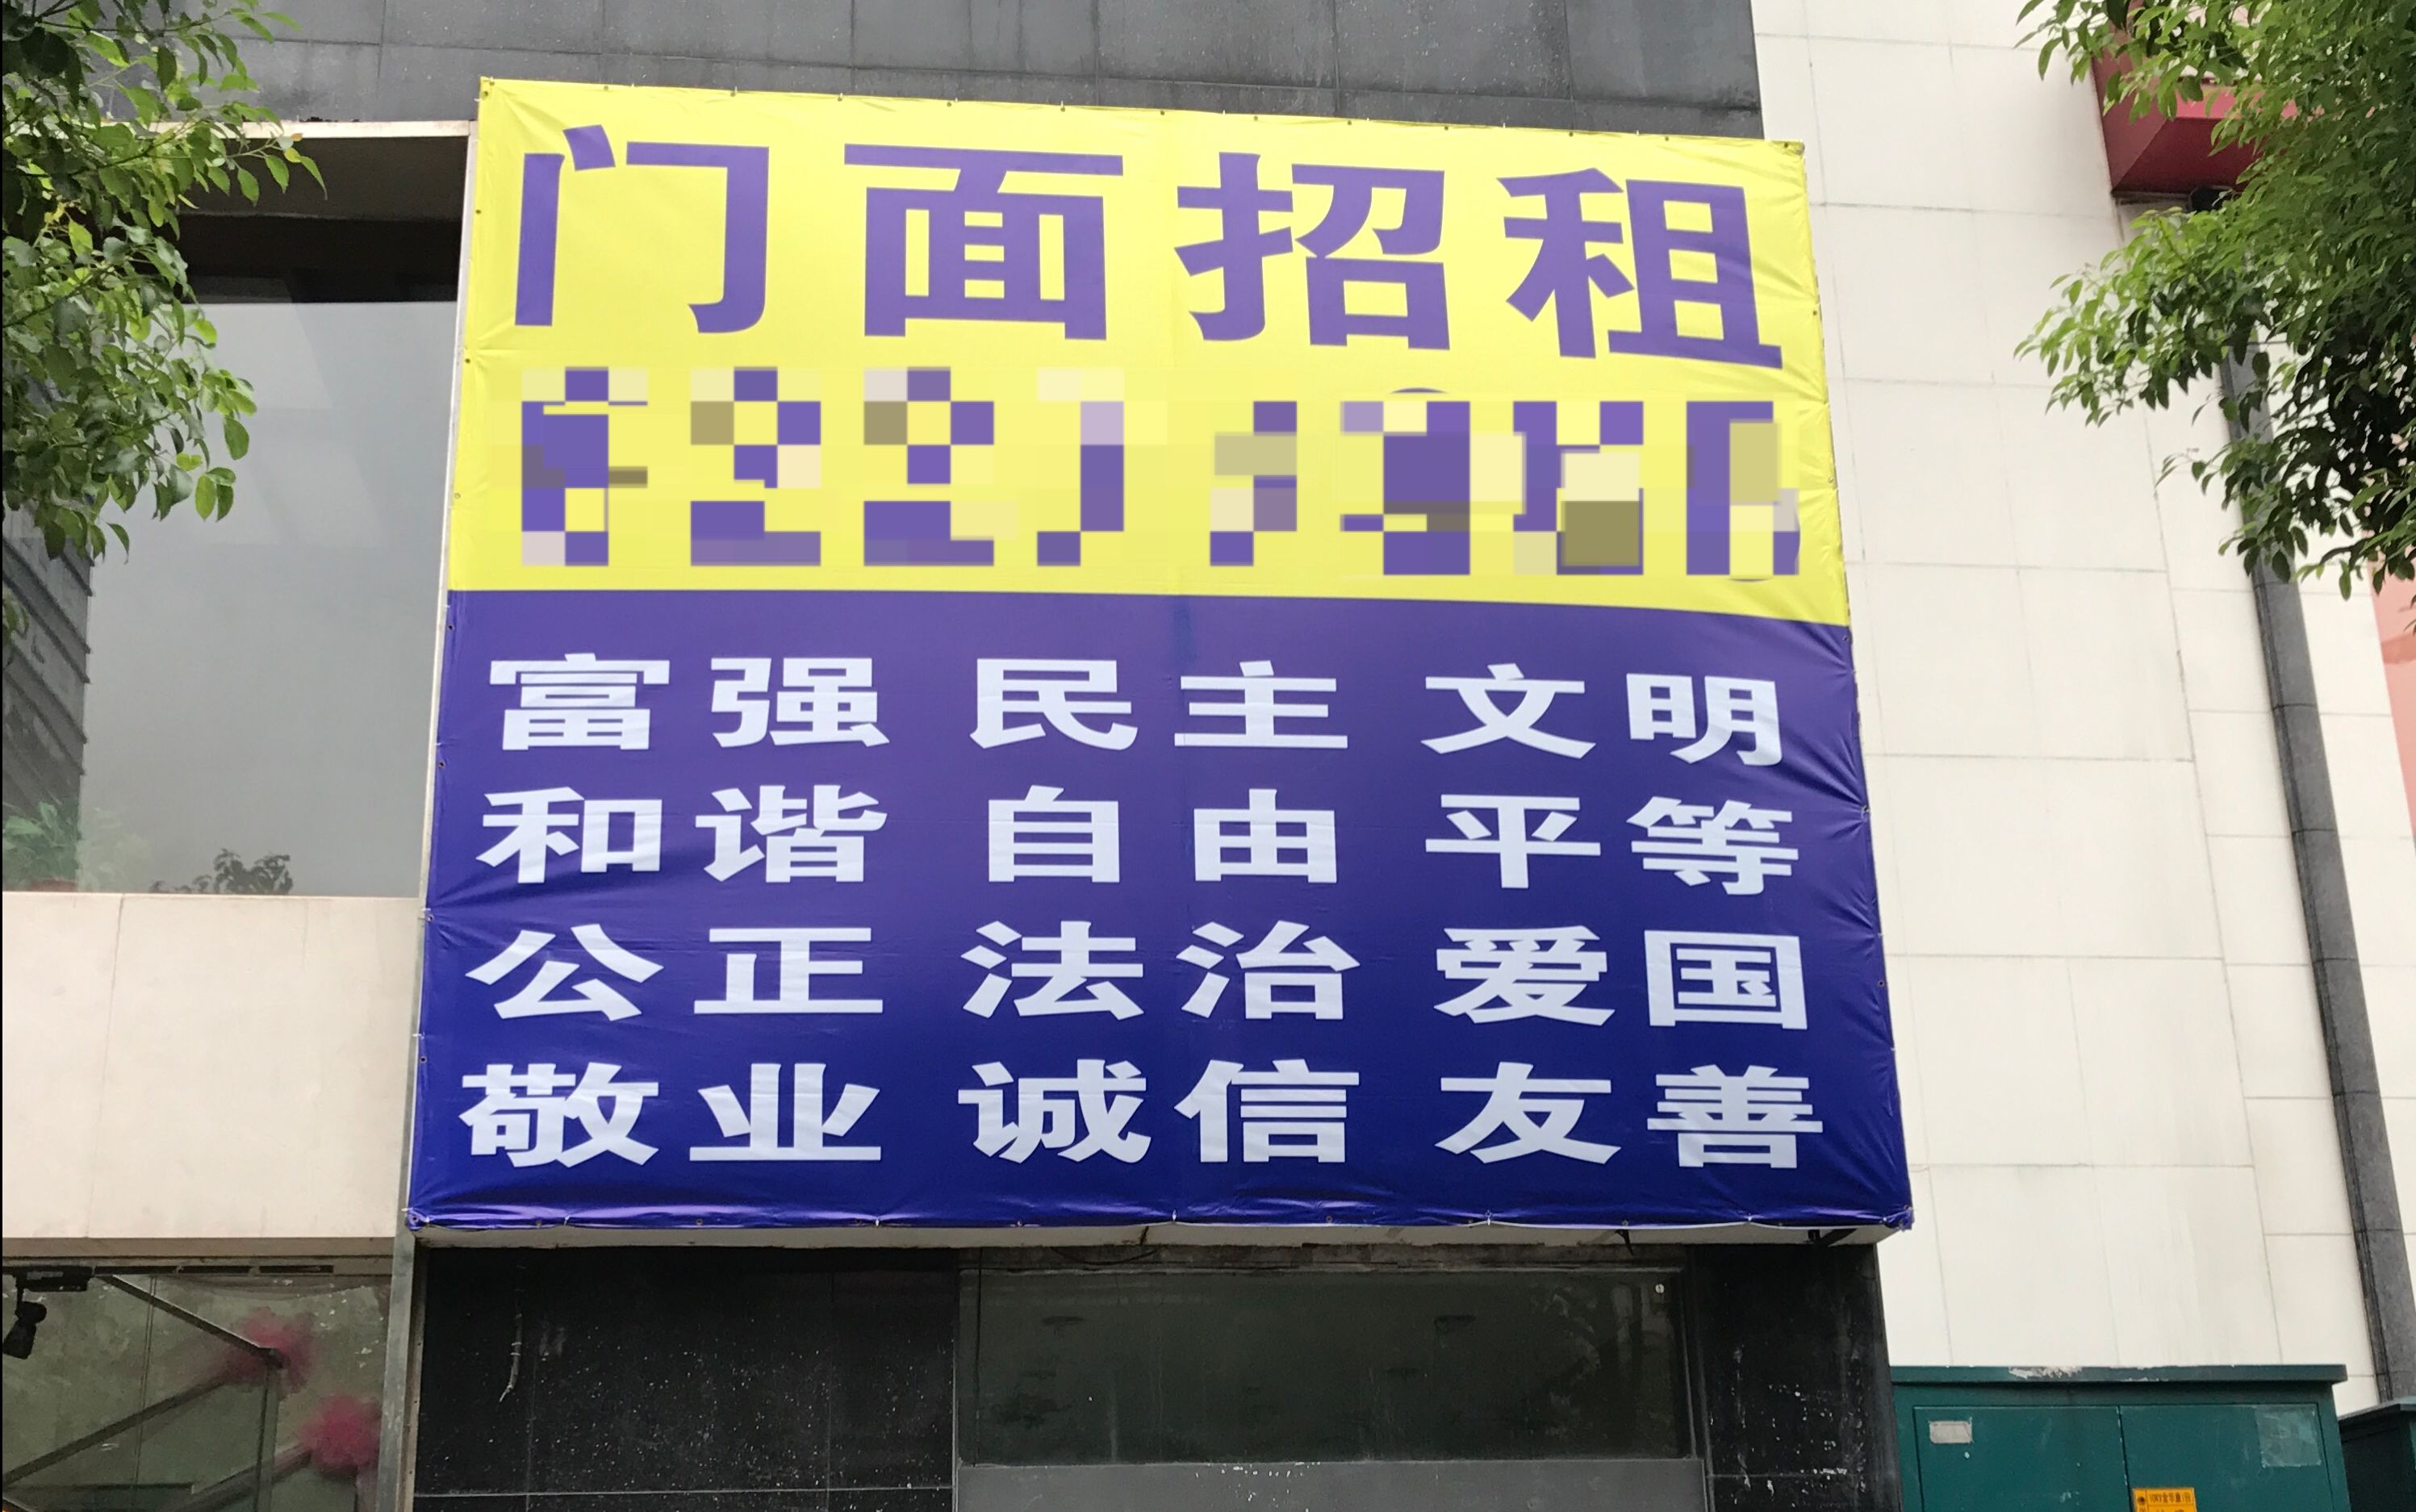 门面招租
富强 民主 文明
和谐 自由 平等
公正 法治 爱国
敬业 诚信 友善